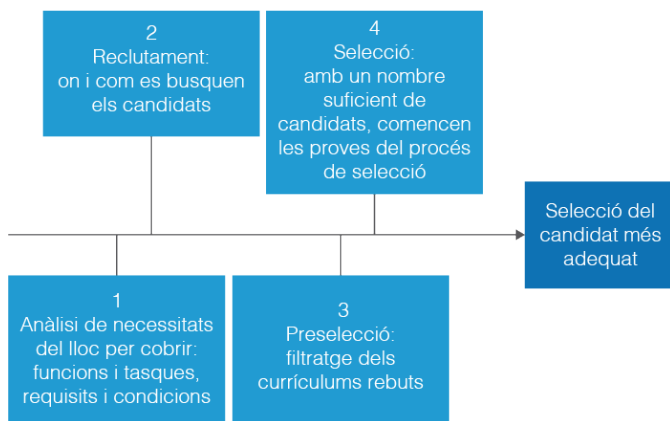 2
Reclutament:
on i com es busquen
els candidats
4
Selecció:
amb un nombre
suficient de
candidats, comencen
les proves del procés
de selecció
Selecció del
candidat més
adequat
1
Anàlisi de necessitats
del lloc per cobrir:
funcions i tasques,
requisits i condicions
3
Preselecció:
filtratge dels
currículums rebuts